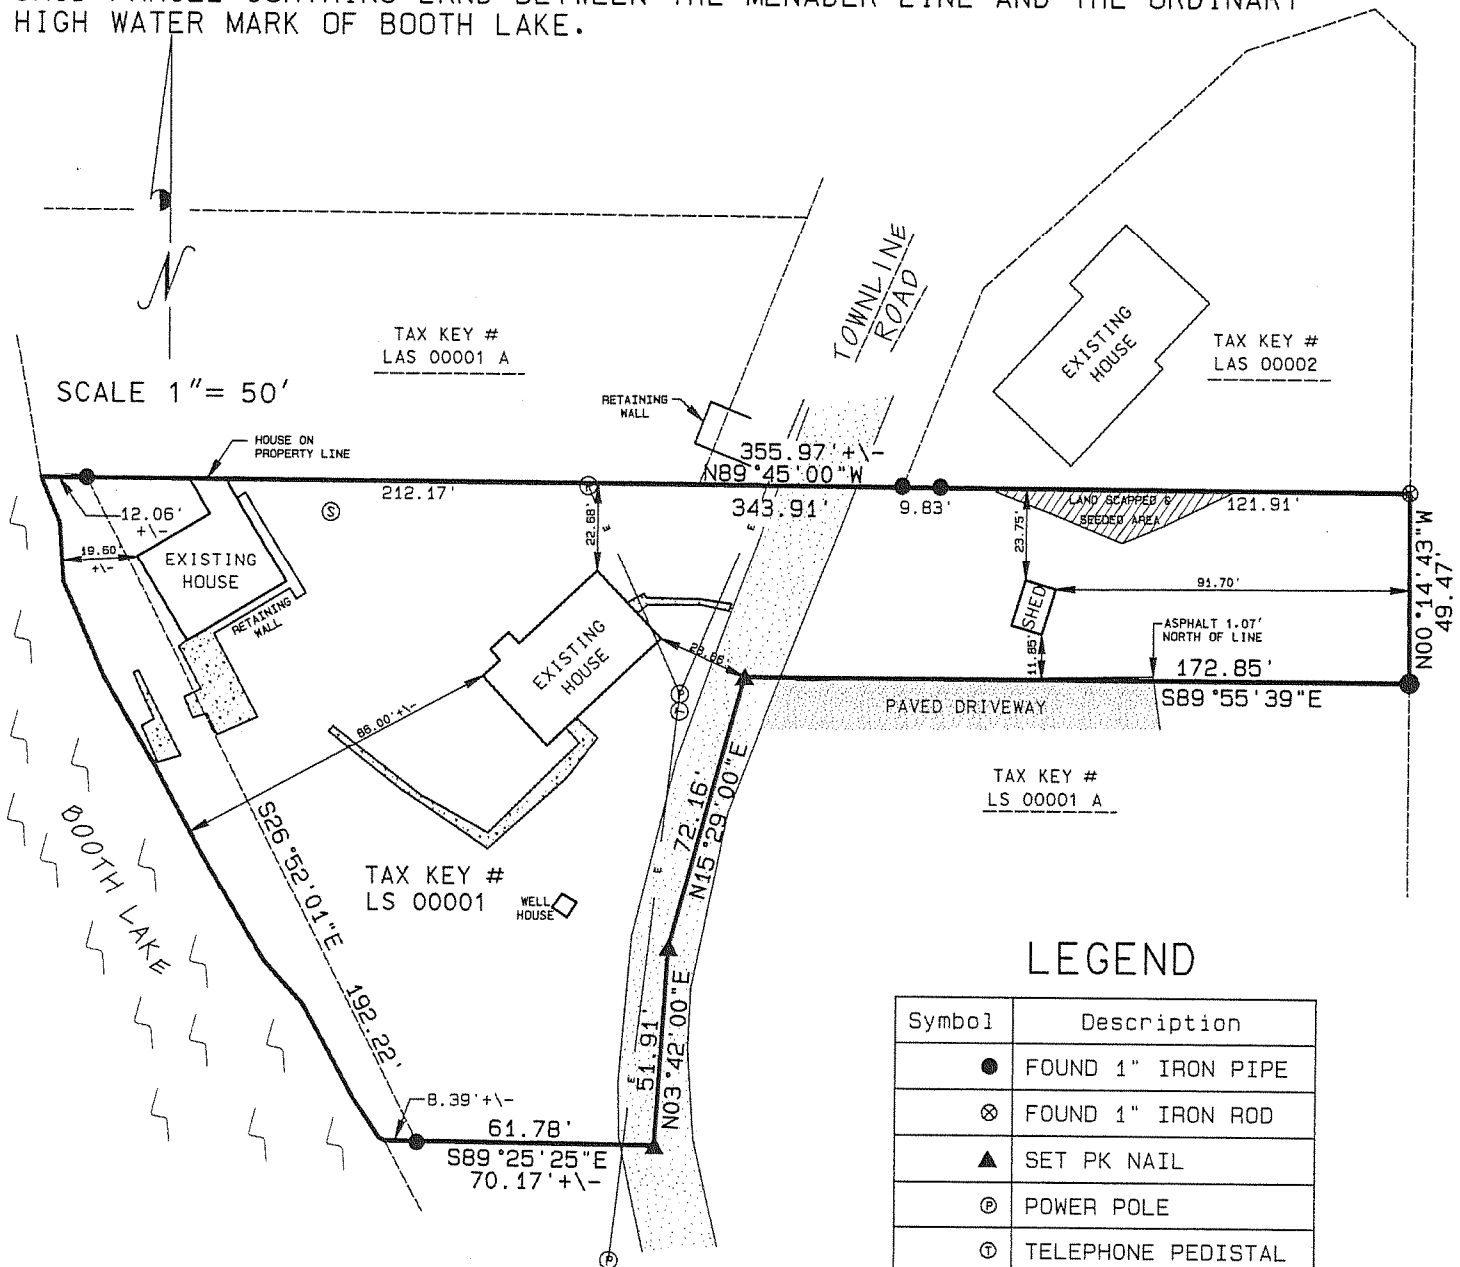 HIGH WATER MARK OF BOOTH LAKE.
N
TOWNLINE
ROAD
TAX KEY #
LAS 00001 A
EXISTING
HOUSE
TAX KEY #
LAS 00002
SCALE 1"= 50'
RETAINING
WALL
HOUSE ON
PROPERTY LINE
355.97'+\-
N89°45'00"W
212.17'
343.91'
9.83'
LAND SCAPPED &
SEEDED AREA
121.91'
12.06'
+\-
S
P
22.68'
E
E
19.60'
+\-
EXISTING
HOUSE
RETAINING
WALL
23.75'
SHED
91.70'
N00°14'43"W
49.47'
ASPHALT 1.07'
NORTH OF LINE
11.85'
172.85'
S89°55'39"E
EXISTING
HOUSE
P
T
PAVED DRIVEWAY
86.00'+\-
72.16'
N15°29'00"E
TAX KEY #
LS 00001 A
BOOTH LAKE
S26°52'01"E
192.22'
TAX KEY #
LS 00001
WELL
HOUSE
E
51.91'
N03°42'00"E
E
8.39'+\-
61.78'
S89°25'25"E
70.17'+\-
P
LEGEND
Symbol Description
FOUND 1" IRON PIPE
FOUND 1" IRON ROD
SET PK NAIL
P POWER POLE
T TELEPHONE PEDISTAL